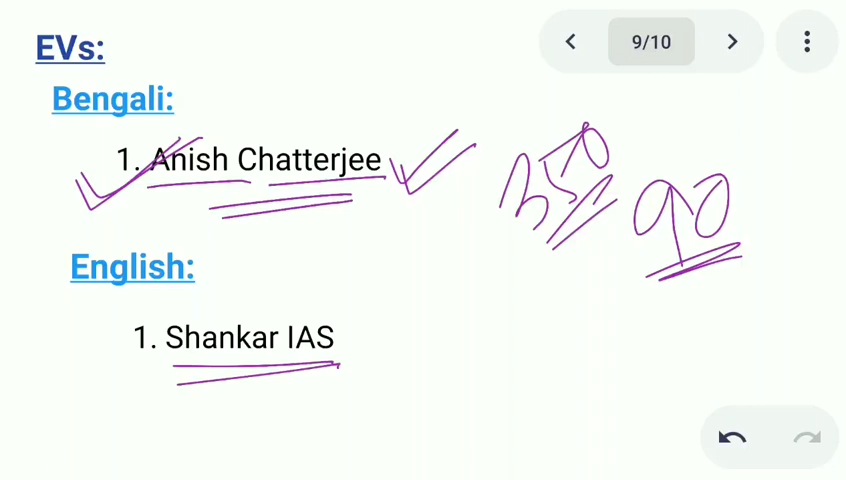 EVs:
9/10
Bengali:
1. Anish Chatterjee
350
90
English:
1. Shankar IAS